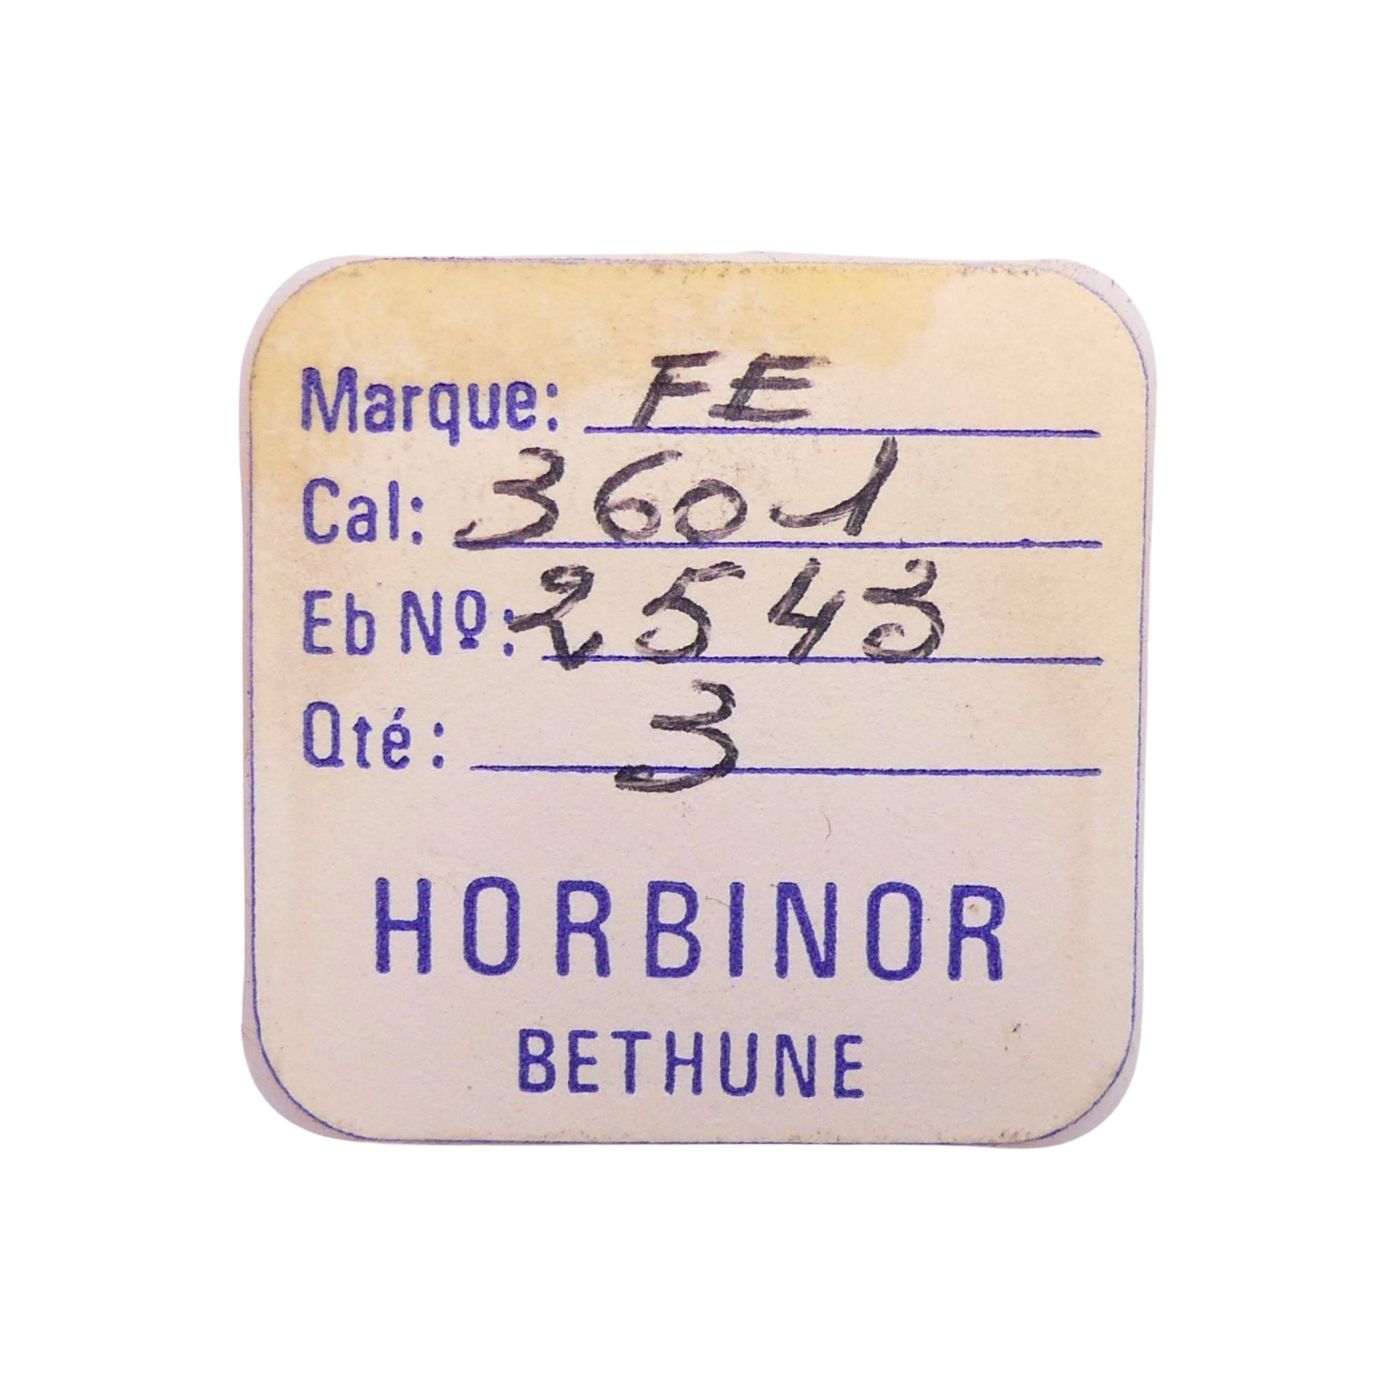 Marque: FE
Cal: 3601
Eb Nº: 2543
Qté: 3
HORBINOR
BETHUNE